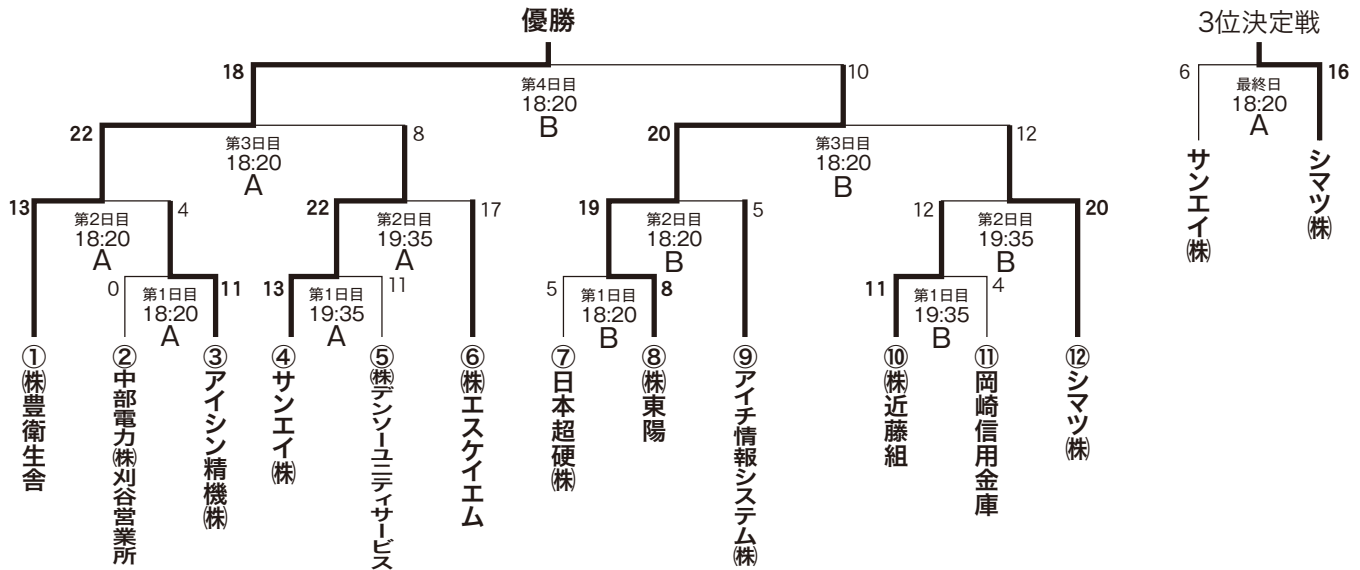 優勝
3位決定戦
18
10
第4日目
18:20
B
6
16
最終日
18:20
A
サンエイ㈱
シマツ㈱
22
8
第3日目
18:20
A
20
12
第3日目
18:20
B
13
4
第2日目
18:20
A
22
17
第2日目
19:35
A
19
5
第2日目
18:20
B
12
20
第2日目
19:35
B
0
11
第1日目
18:20
A
13
11
第1日目
19:35
A
5
8
第1日目
18:20
B
11
4
第1日目
19:35
B
①㈱豊衛生舎
②中部電力㈱刈谷営業所
③アイシン精機㈱
④サンエイ㈱
⑤㈱デンソーユニティサービス
⑥㈱エスケイエム
⑦日本超硬㈱
⑧㈱東陽
⑨アイチ情報システム㈱
⑩㈱近藤組
⑪岡崎信用金庫
⑫シマツ㈱